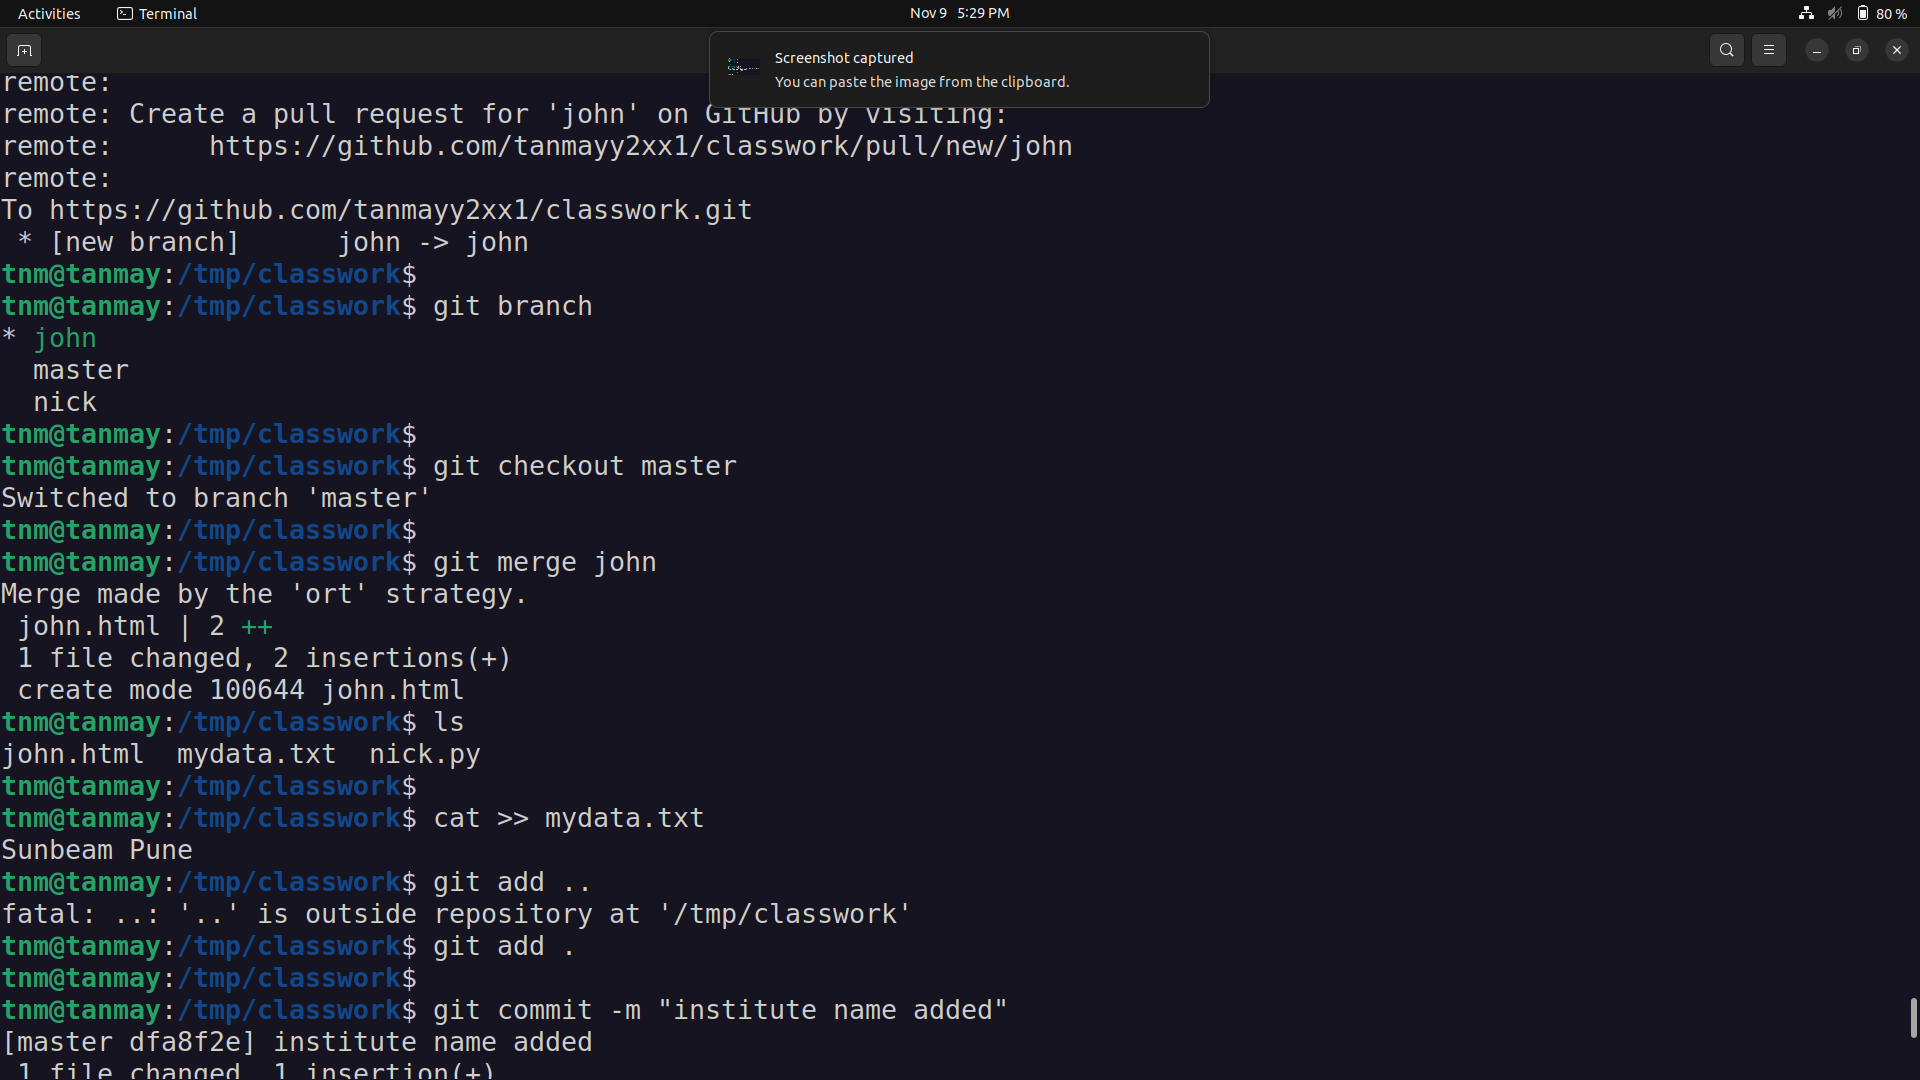 Activities Terminal Nov 9 5:29 PM 80 %
Screenshot captured
You can paste the image from the clipboard.
remote:
remote: Create a pull request for 'john' on GitHub by visiting:
remote:      https://github.com/tanmayy2xx1/classwork/pull/new/john
remote:
To https://github.com/tanmayy2xx1/classwork.git
 * [new branch]      john -> john
tnm@tanmay:/tmp/classwork$
tnm@tanmay:/tmp/classwork$ git branch
* john
  master
  nick
tnm@tanmay:/tmp/classwork$
tnm@tanmay:/tmp/classwork$ git checkout master
Switched to branch 'master'
tnm@tanmay:/tmp/classwork$
tnm@tanmay:/tmp/classwork$ git merge john
Merge made by the 'ort' strategy.
 john.html | 2 ++
 1 file changed, 2 insertions(+)
 create mode 100644 john.html
tnm@tanmay:/tmp/classwork$ ls
john.html  mydata.txt  nick.py
tnm@tanmay:/tmp/classwork$
tnm@tanmay:/tmp/classwork$ cat >> mydata.txt
Sunbeam Pune
tnm@tanmay:/tmp/classwork$ git add ..
fatal: ..: '..' is outside repository at '/tmp/classwork'
tnm@tanmay:/tmp/classwork$ git add .
tnm@tanmay:/tmp/classwork$
tnm@tanmay:/tmp/classwork$ git commit -m "institute name added"
[master dfa8f2e] institute name added
 1 file changed, 1 insertion(+)